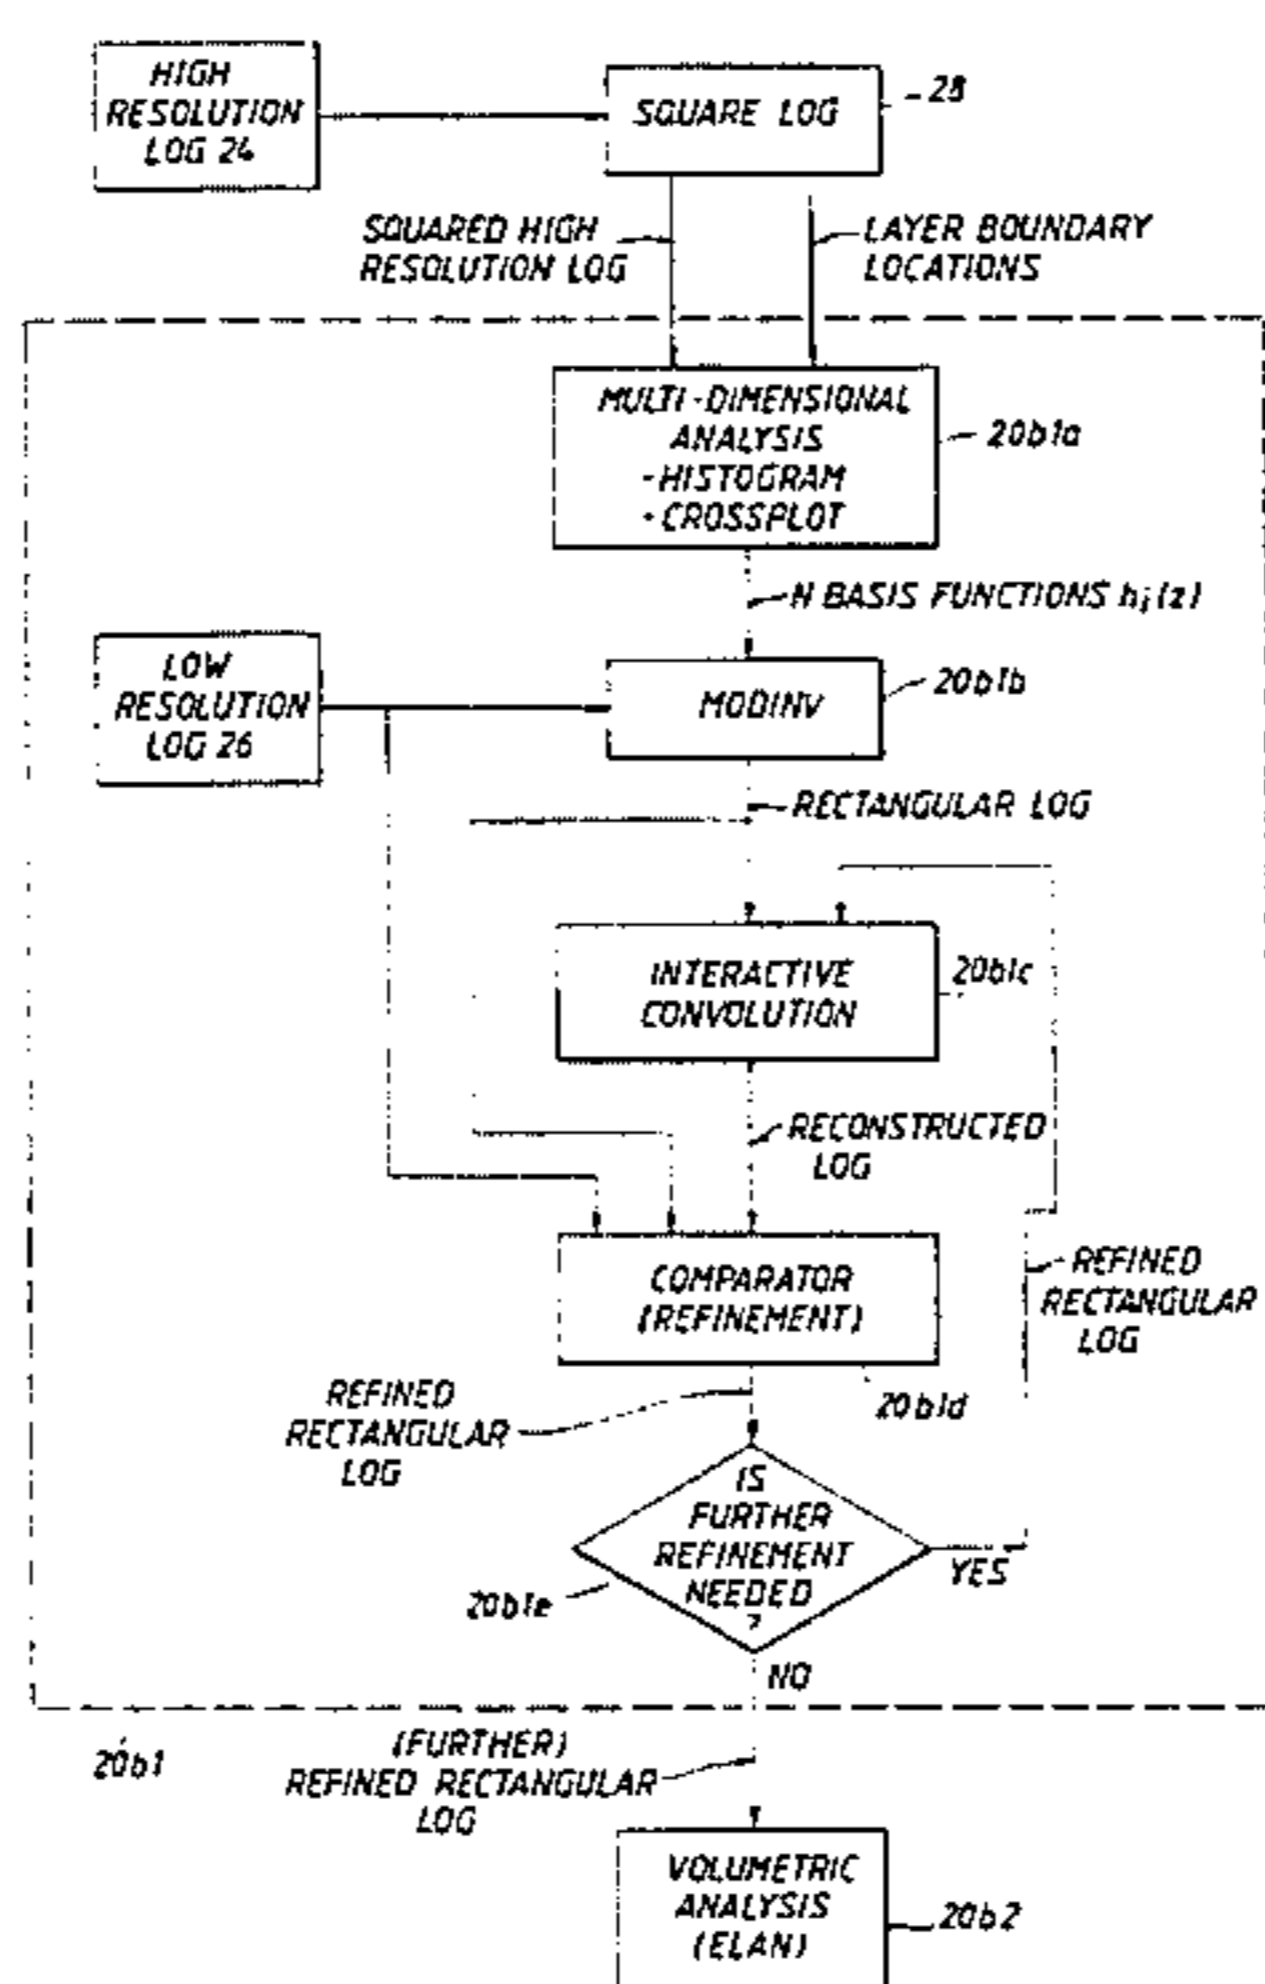 HIGH
RESOLUTION
LOG 24
SQUARE LOG
28
SQUARED HIGH
RESOLUTION LOG
LAYER BOUNDARY
LOCATIONS
MULTI-DIMENSIONAL
ANALYSIS
-HISTOGRAM
-CROSSPLOT
20b1a
N BASIS FUNCTIONS hi(z)
LOW
RESOLUTION
LOG 26
MODINV
20b1b
RECTANGULAR LOG
INTERACTIVE
CONVOLUTION
20b1c
RECONSTRUCTED
LOG
COMPARATOR
(REFINEMENT)
20b1d
REFINED
RECTANGULAR
LOG
REFINED
RECTANGULAR
LOG
IS
FURTHER
REFINEMENT
NEEDED
?
20b1e
YES
NO
20b1
(FURTHER)
REFINED RECTANGULAR
LOG
VOLUMETRIC
ANALYSIS
(ELAN)
20b2